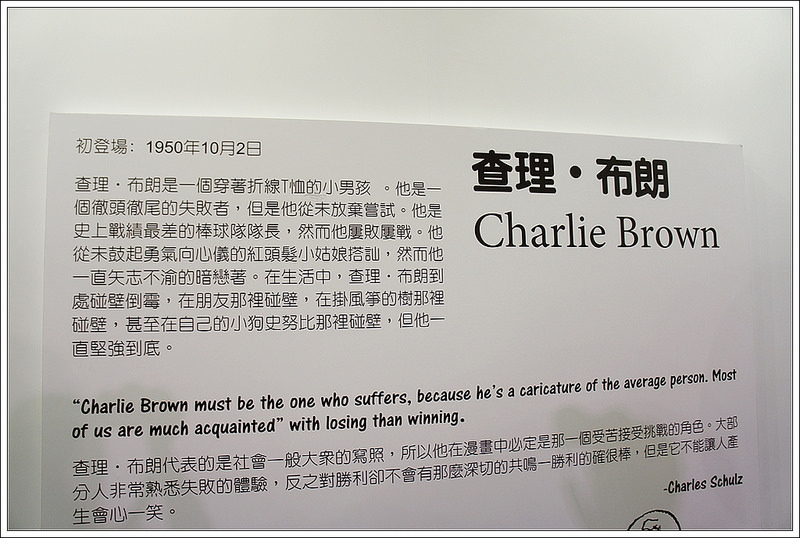 初登場: 1950年10月2日
查理·布朗
Charlie Brown
查理·布朗是一個穿著折線T恤的小男孩 。他是一
個徹頭徹尾的失敗者，但是他從未放棄嘗試。他是
史上戰績最差的棒球隊隊長，然而他屢敗屢戰。他
從未鼓起勇氣向心儀的紅頭髮小姑娘搭訕，然而他
一直矢志不渝的暗戀著。在生活中，查理·布朗到
處碰壁倒霉，在朋友那裡碰壁，在掛風箏的樹那裡
碰壁，甚至在自己的小狗史努比那裡碰壁，但他一
直堅強到底。
“Charlie Brown must be the one who suffers, because he's a caricature of the average person. Most
of us are much acquainted” with losing than winning.
查理·布朗代表的是社會一般大衆的寫照，所以他在漫畫中必定是那一個受苦接受挑戰的角色。大部
分人非常熟悉失敗的體驗，反之對勝利卻不會有那麼深切的共鳴－勝利的確很棒，但是它不能讓人產
生會心一笑。
-Charles Schulz